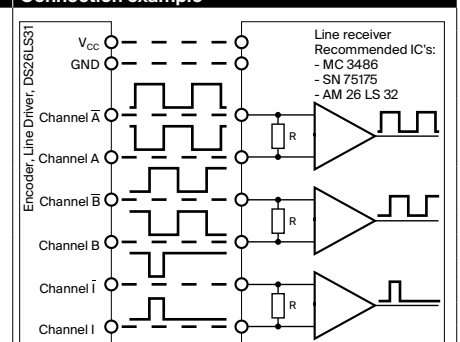 Connection example
Encoder, Line Driver, DS26LS31
VCC
GND
Channel A̅
Channel A
Channel B̅
Channel B
Channel I̅
Channel I
Line receiver
Recommended IC's:
- MC 3486
- SN 75175
- AM 26 LS 32
R
R
R